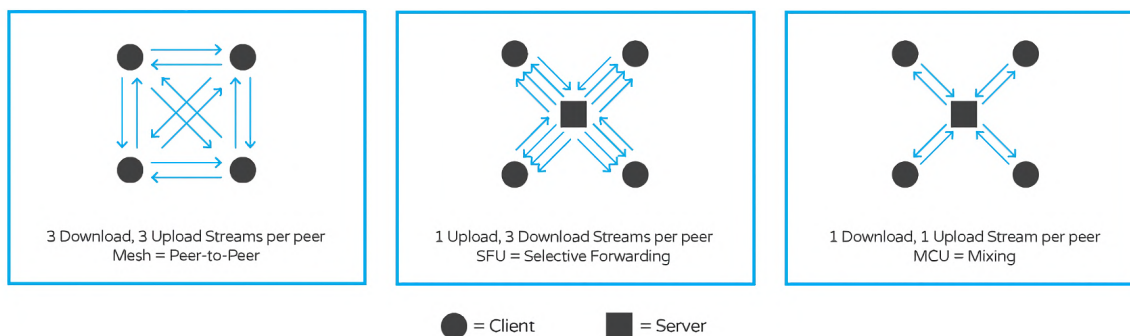 3 Download, 3 Upload Streams per peer
Mesh = Peer-to-Peer
1 Upload, 3 Download Streams per peer
SFU = Selective Forwarding
1 Download, 1 Upload Stream per peer
MCU = Mixing
= Client
= Server